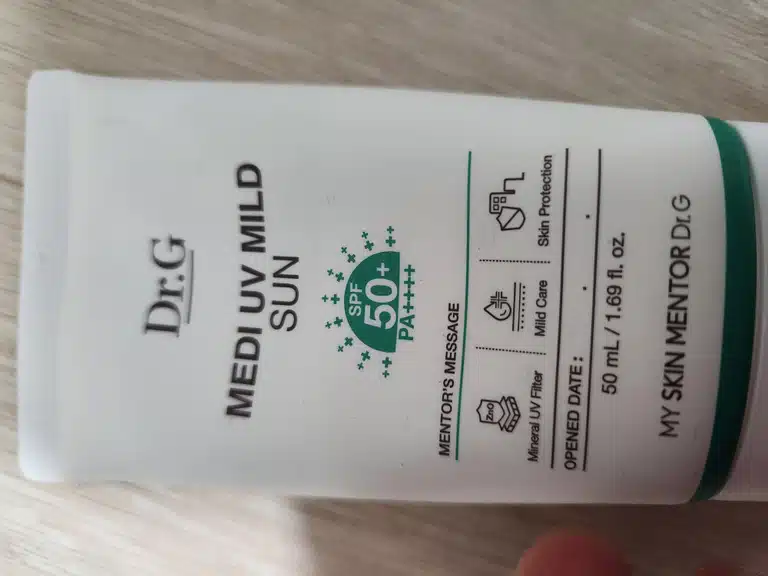 Dr.G
MEDI UV MILD
SUN
SPF
50+
PA++++
MENTOR'S MESSAGE
ZnO
Mineral UV Filter
Mild Care
Skin Protection
OPENED DATE : . .
50 mL / 1.69 fl. oz.
MY SKIN MENTOR Dr.G